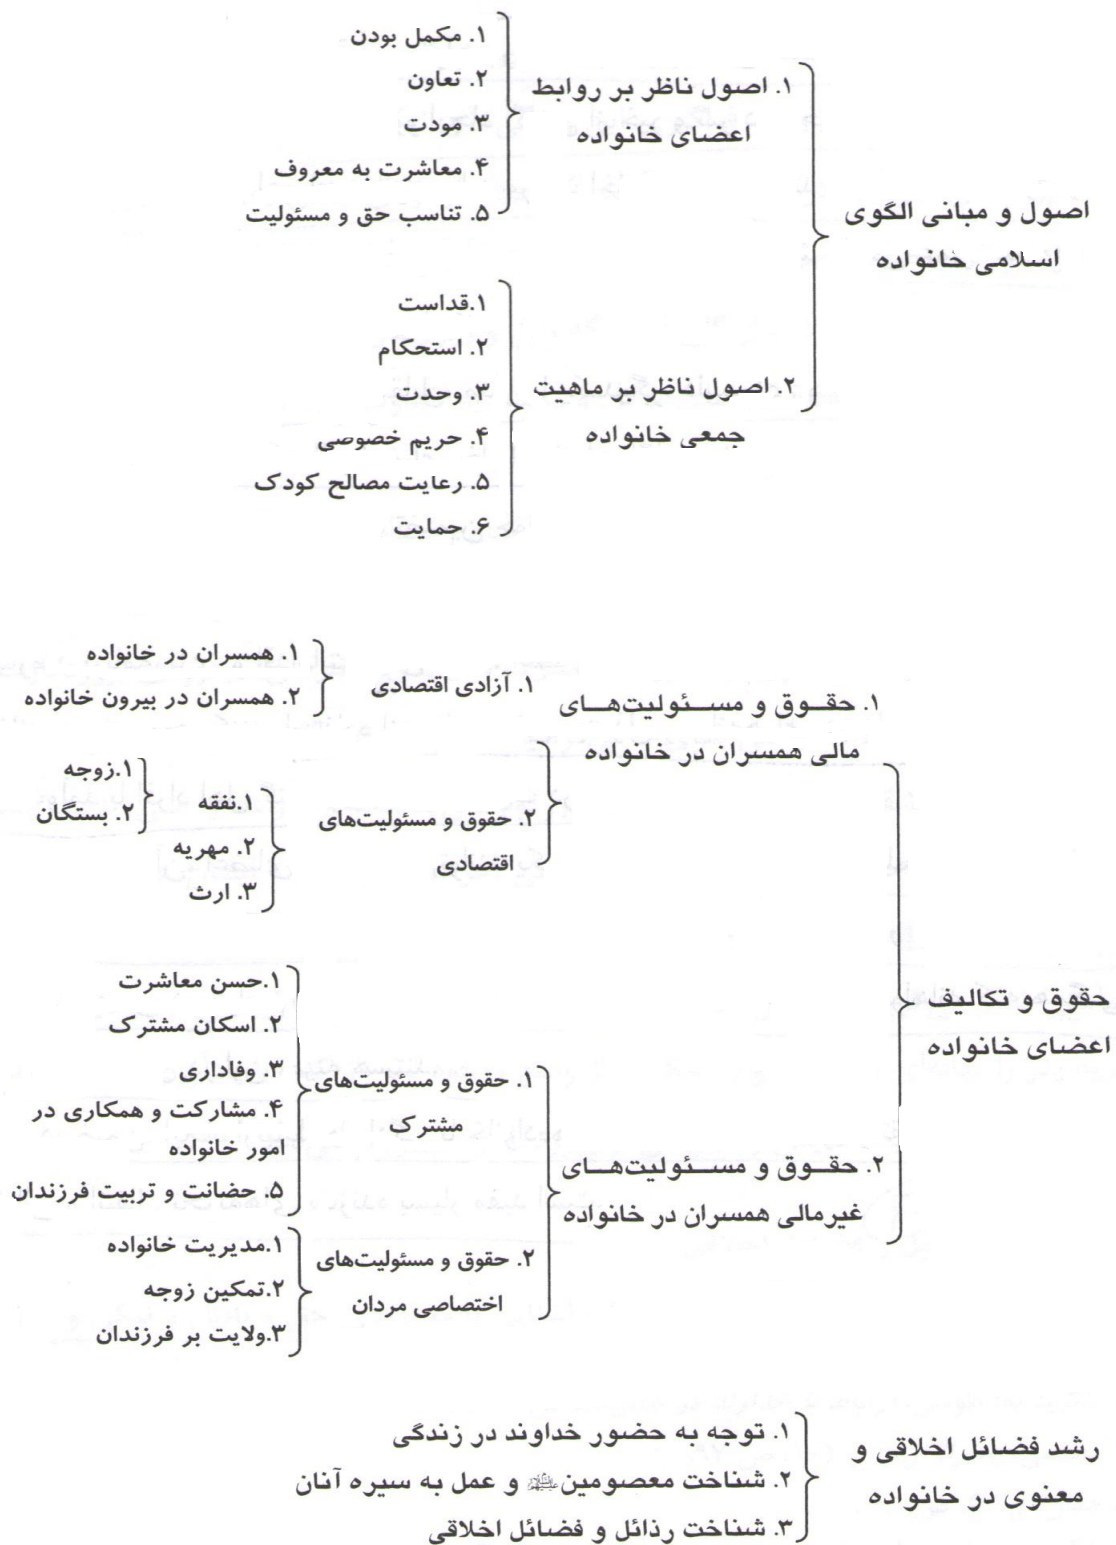 اصول و مبانی الگوی
اسلامی خانواده
۱. اصول ناظر بر روابط
اعضای خانواده
۱. مکمل بودن
۲. تعاون
۳. مودت
۴. معاشرت به معروف
۵. تناسب حق و مسئولیت
۲. اصول ناظر بر ماهیت
جمعی خانواده
۱.قداست
۲. استحکام
۳. وحدت
۴. حریم خصوصی
۵. رعایت مصالح کودک
۶. حمایت
حقوق و تکالیف
اعضای خانواده
۱. حقـوق و مسـئولیت‌هـای
مالی همسران در خانواده
۱. آزادی اقتصادی
۱. همسران در خانواده
۲. همسران در بیرون خانواده
۲. حقوق و مسئولیت‌های
اقتصادی
۱.نفقه
۱.زوجه
۲. بستگان
۲. مهریه
۳. ارث
۲. حقـوق و مسـئولیت‌هـای
غیرمالی همسران در خانواده
۱. حقوق و مسئولیت‌های
مشترک
۱.حسن معاشرت
۲. اسکان مشترک
۳. وفاداری
۴. مشارکت و همکاری در
امور خانواده
۵. حضانت و تربیت فرزندان
۲. حقوق و مسئولیت‌های
اختصاصی مردان
۱.مدیریت خانواده
۲.تمکین زوجه
۳.ولایت بر فرزندان
رشد فضائل اخلاقی و
معنوی در خانواده
۱. توجه به حضور خداوند در زندگی
۲. شناخت معصومین و عمل به سیره آنان
۳. شناخت رذائل و فضائل اخلاقی